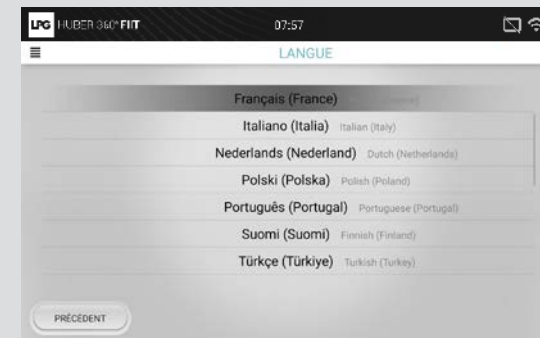 LPG HUBER 360° FIIT 07:57
LANGUE
Français (France)
Italiano (Italia) Italian (Italy)
Nederlands (Nederland) Dutch (Netherlands)
Polski (Polska) Polish (Poland)
Português (Portugal) Portuguese (Portugal)
Suomi (Suomi) Finnish (Finland)
Türkçe (Türkiye) Turkish (Turkey)
PRÉCÉDENT